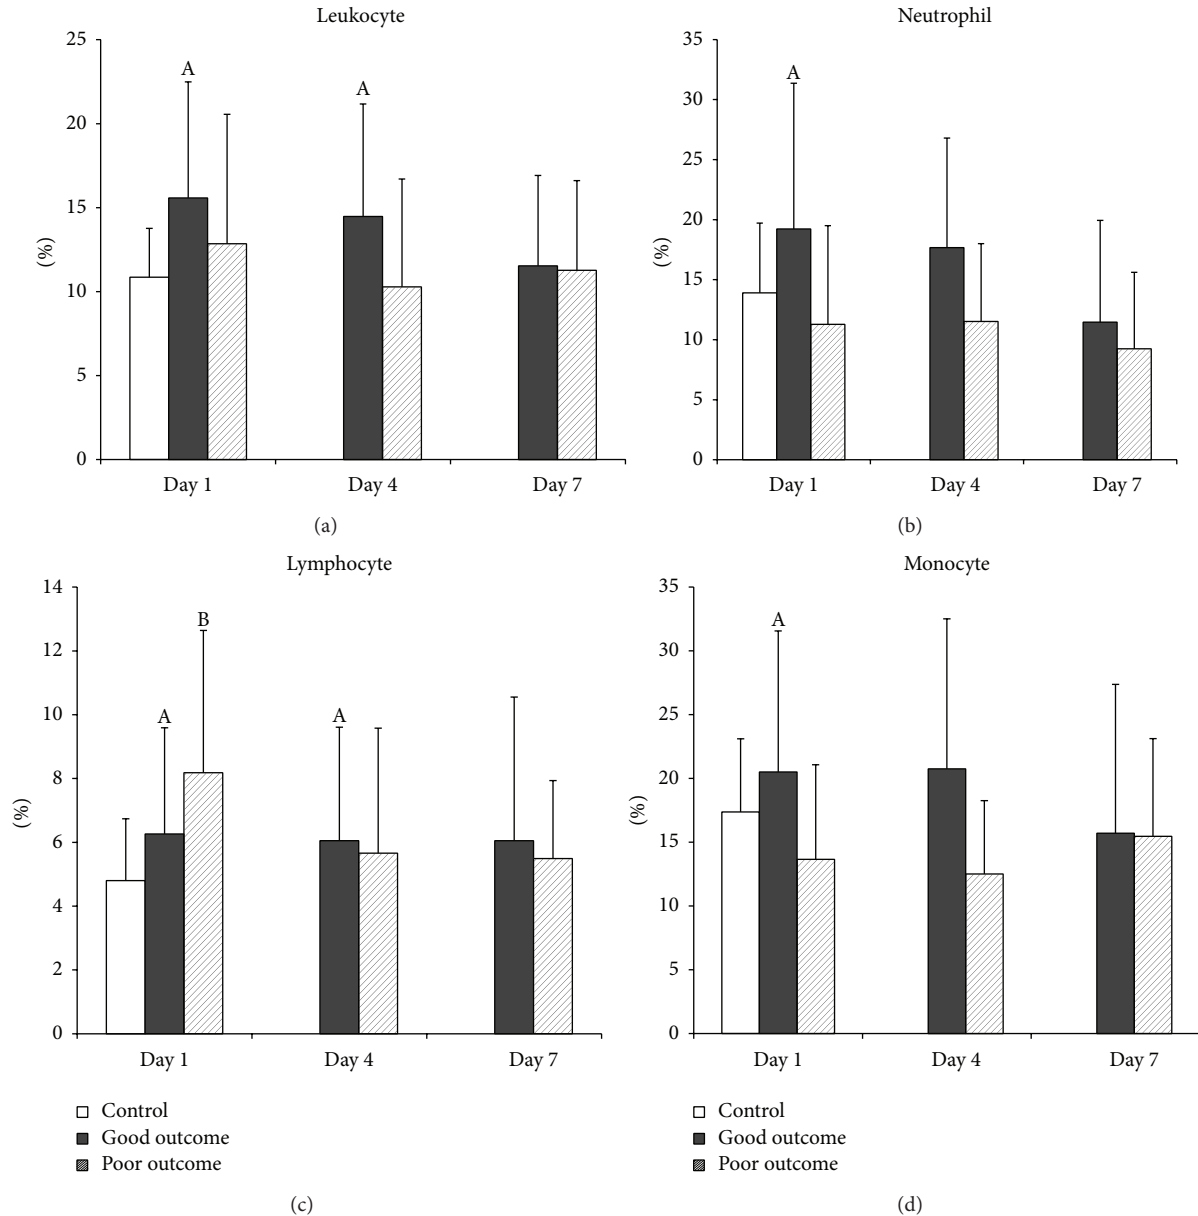 Leukocyte
25
20
15
10
5
0
(%)
A
A
Day 1
Day 4
Day 7
(a)
Neutrophil
35
30
25
20
15
10
5
0
(%)
A
Day 1
Day 4
Day 7
(b)
Lymphocyte
14
12
10
8
6
4
2
0
(%)
A
B
A
Day 1
Day 4
Day 7
Control
Good outcome
Poor outcome
(c)
Monocyte
35
30
25
20
15
10
5
0
(%)
A
Day 1
Day 4
Day 7
Control
Good outcome
Poor outcome
(d)